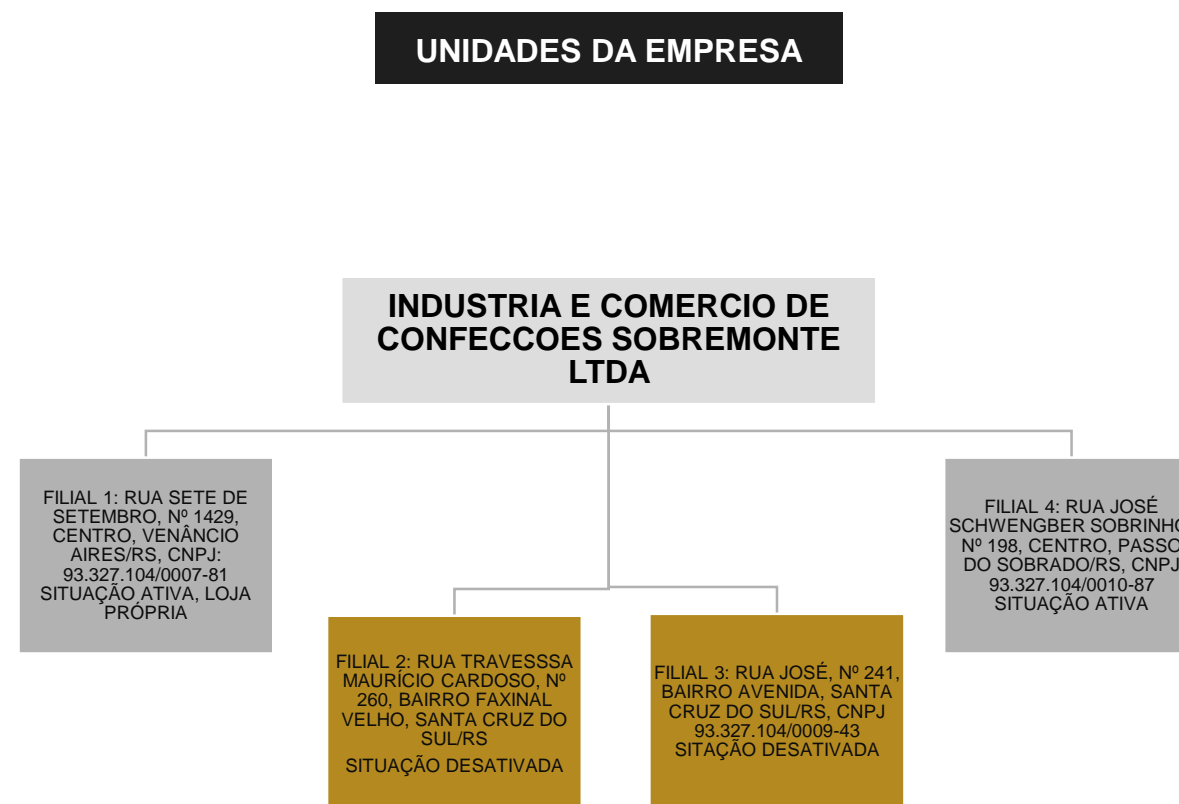 UNIDADES DA EMPRESA
INDUSTRIA E COMERCIO DE
CONFECCOES SOBREMONTE
LTDA
FILIAL 1: RUA SETE DE
SETEMBRO, Nº 1429,
CENTRO, VENÂNCIO
AIRES/RS, CNPJ:
93.327.104/0007-81
SITUAÇÃO ATIVA, LOJA
PRÓPRIA
FILIAL 2: RUA TRAVESSSA
MAURÍCIO CARDOSO, Nº
260, BAIRRO FAXINAL
VELHO, SANTA CRUZ DO
SUL/RS
SITUAÇÃO DESATIVADA
FILIAL 3: RUA JOSÉ, Nº 241,
BAIRRO AVENIDA, SANTA
CRUZ DO SUL/RS, CNPJ
93.327.104/0009-43
SITAÇÃO DESATIVADA
FILIAL 4: RUA JOSÉ
SCHWENGBER SOBRINHO
Nº 198, CENTRO, PASSO
DO SOBRADO/RS, CNPJ
93.327.104/0010-87
SITUAÇÃO ATIVA